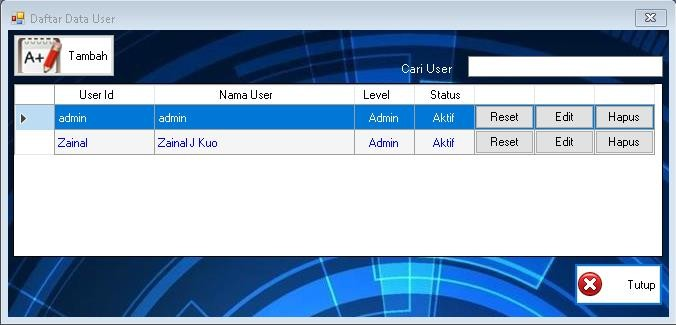 Daftar Data User
A+ Tambah
Cari User
User Id Nama User Level Status
admin admin Admin Aktif Reset Edit Hapus
Zainal Zainal J Kuo Admin Aktif Reset Edit Hapus
Tutup